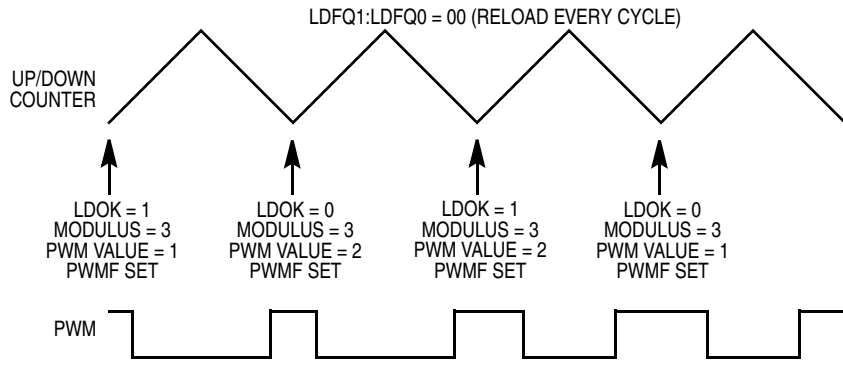 LDFQ1:LDFQ0 = 00 (RELOAD EVERY CYCLE)
UP/DOWN
COUNTER
LDOK = 1
MODULUS = 3
PWM VALUE = 1
PWMF SET
LDOK = 0
MODULUS = 3
PWM VALUE = 2
PWMF SET
LDOK = 1
MODULUS = 3
PWM VALUE = 2
PWMF SET
LDOK = 0
MODULUS = 3
PWM VALUE = 1
PWMF SET
PWM